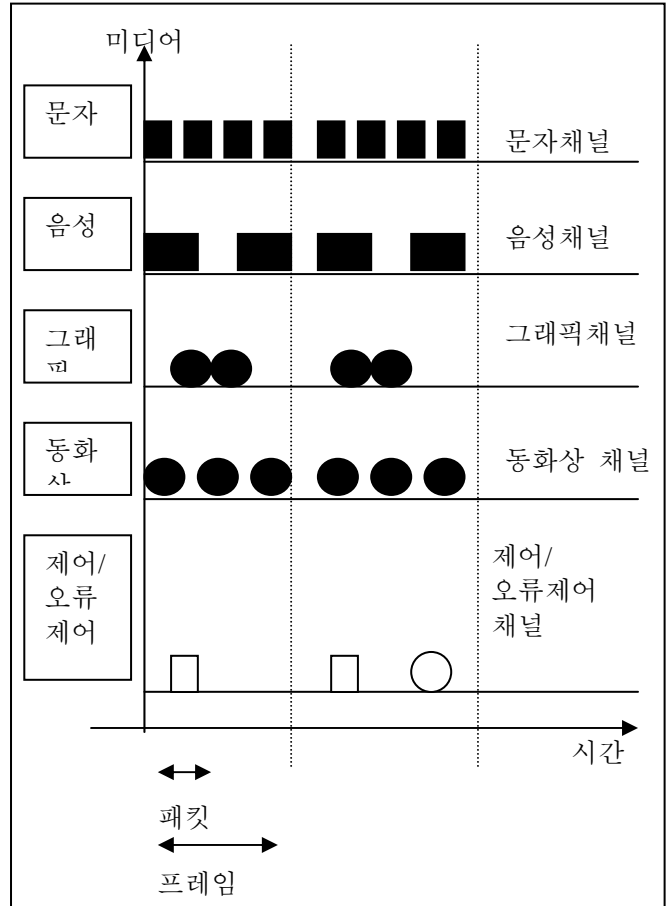 미디어
문자
문자채널
음성
음성채널
그래
그래픽채널
동화
동화상 채널
제어/
오류
제어
제어/
오류제어
채널
시간
패킷
프레임